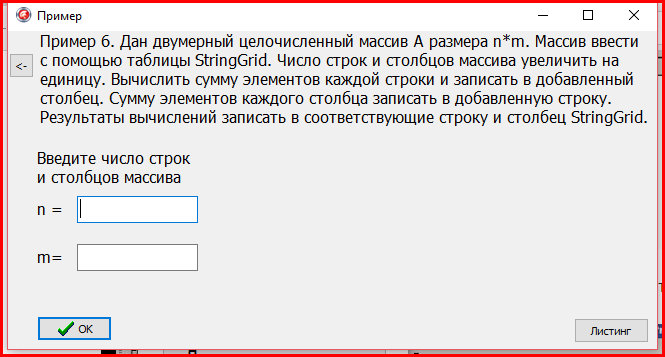 Пример
Пример 6. Дан двумерный целочисленный массив А размера n*m. Массив ввести
с помощью таблицы StringGrid. Число строк и столбцов массива увеличить на
<-
единицу. Вычислить сумму элементов каждой строки и записать в добавленный
столбец. Сумму элементов каждого столбца записать в добавленную строку.
Результаты вычислений записать в соответствующие строку и столбец StringGrid.
Введите число строк
и столбцов массива
n =
m=
OK
Листинг